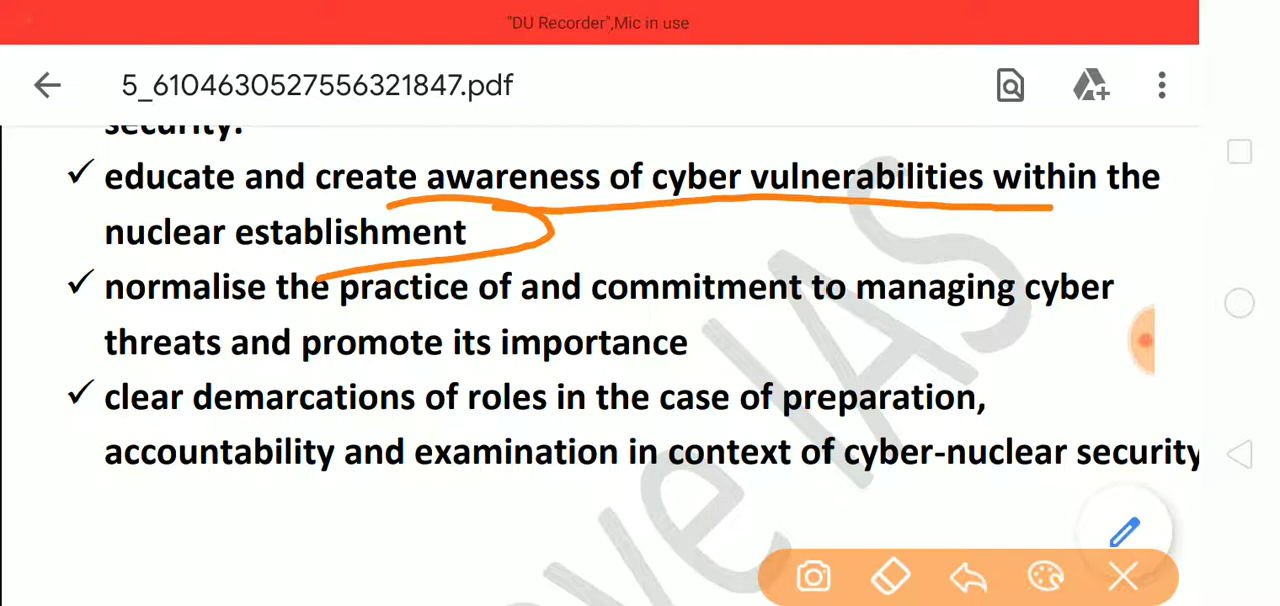 "DU Recorder",Mic in use
5_6104630527556321847.pdf
security.
✓ educate and create awareness of cyber vulnerabilities within the
nuclear establishment
✓ normalise the practice of and commitment to managing cyber
threats and promote its importance
✓ clear demarcations of roles in the case of preparation,
accountability and examination in context of cyber-nuclear security
IAS